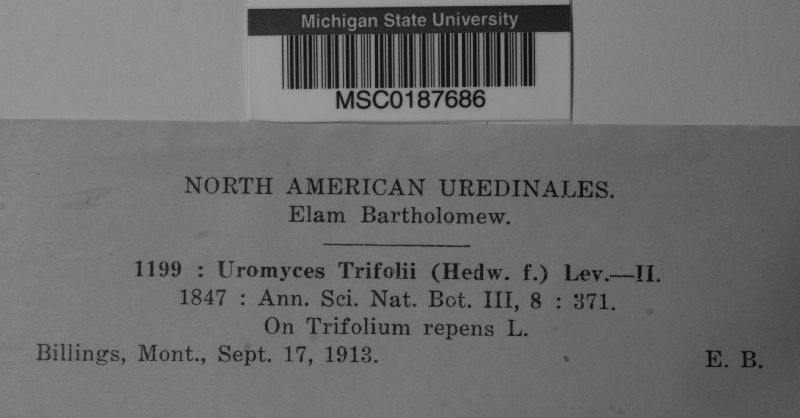 Michigan State University
MSC0187686
NORTH AMERICAN UREDINALES.
Elam Bartholomew.
1199 : Uromyces Trifolii (Hedw. f.) Lev.—II.
1847 : Ann. Sci. Nat. Bot. III, 8 : 371.
On Trifolium repens L.
Billings, Mont., Sept. 17, 1913. E. B.